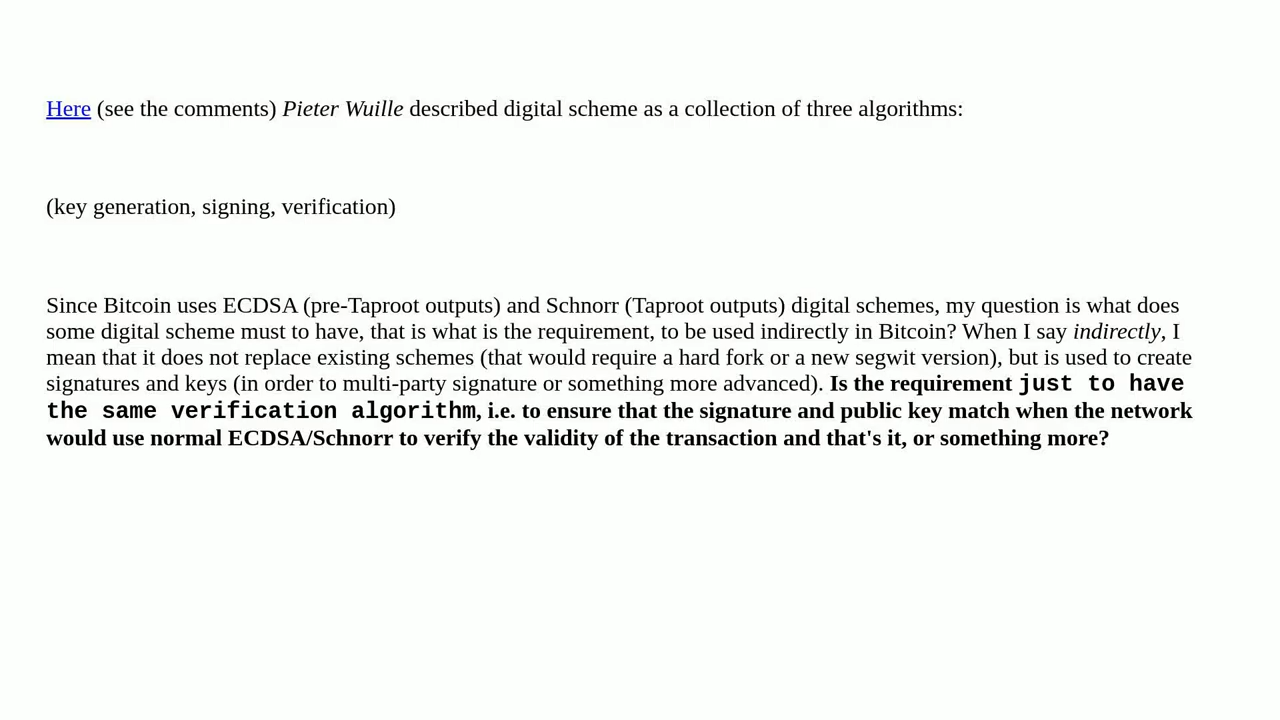 Here (see the comments) Pieter Wuille described digital scheme as a collection of three algorithms:
(key generation, signing, verification)
Since Bitcoin uses ECDSA (pre-Taproot outputs) and Schnorr (Taproot outputs) digital schemes, my question is what does
some digital scheme must to have, that is what is the requirement, to be used indirectly in Bitcoin? When I say indirectly, I
mean that it does not replace existing schemes (that would require a hard fork or a new segwit version), but is used to create
signatures and keys (in order to multi-party signature or something more advanced). Is the requirement just to have
the same verification algorithm, i.e. to ensure that the signature and public key match when the network
would use normal ECDSA/Schnorr to verify the validity of the transaction and that's it, or something more?